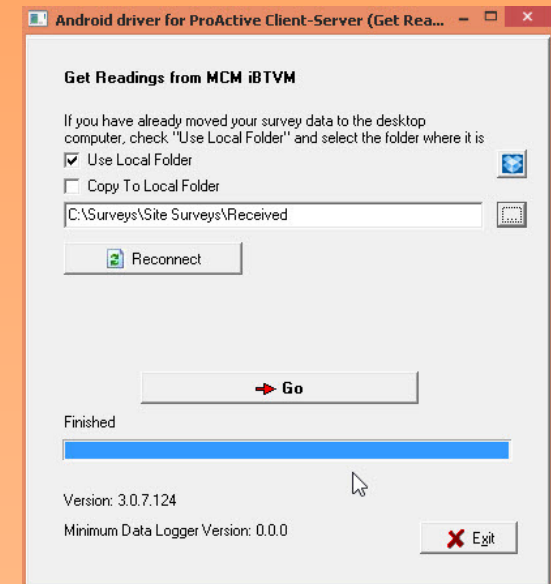 Android driver for ProActive Client-Server (Get Rea...
Get Readings from MCM iBTVM
If you have already moved your survey data to the desktop
computer, check "Use Local Folder" and select the folder where it is
Use Local Folder
Copy To Local Folder
C:\Surveys\Site Surveys\Received
...
Reconnect
Go
Finished
Version: 3.0.7.124
Minimum Data Logger Version: 0.0.0
Exit